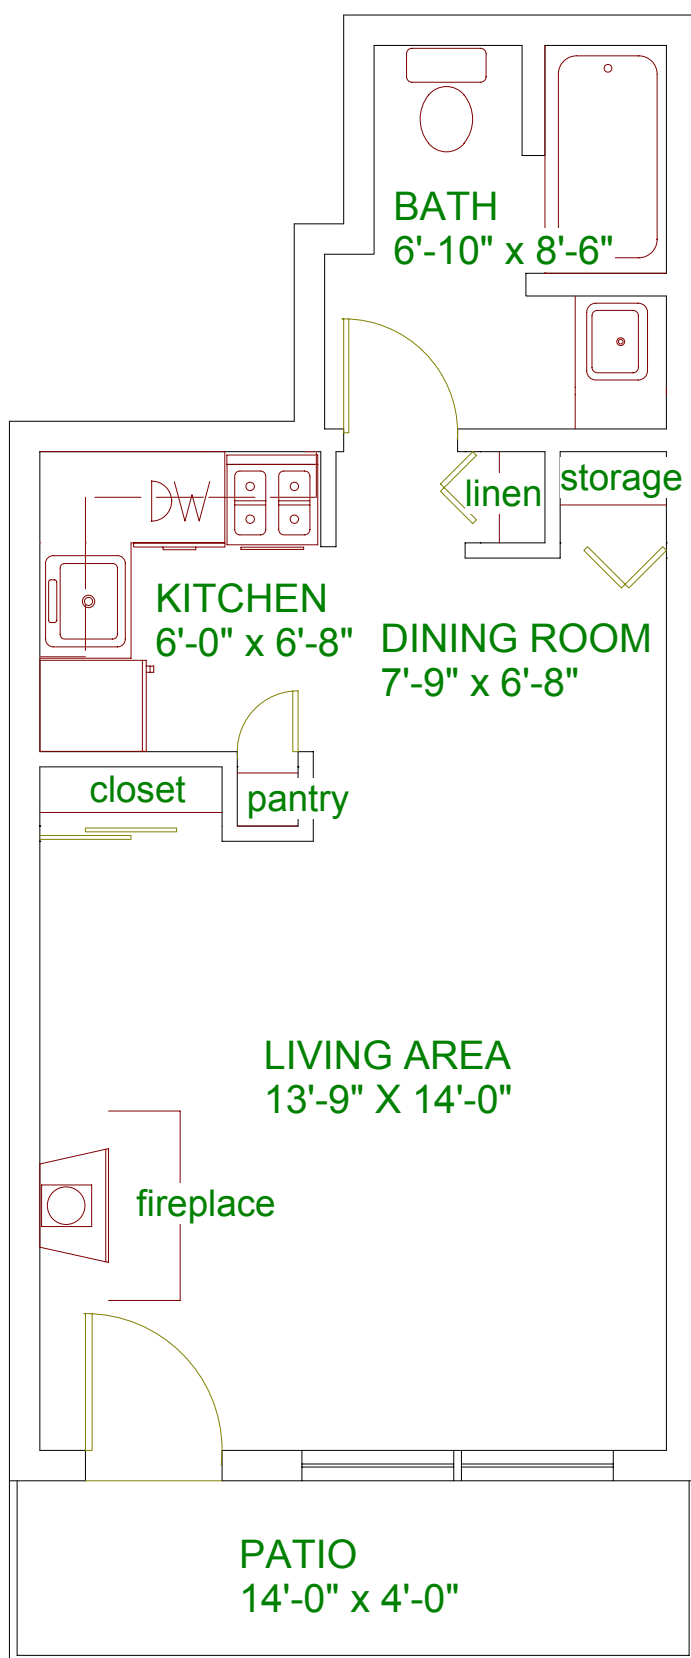 BATH
6'-10" x 8'-6"
linen
storage
DW
KITCHEN
6'-0" x 6'-8"
DINING ROOM
7'-9" x 6'-8"
closet
pantry
LIVING AREA
13'-9" X 14'-0"
fireplace
PATIO
14'-0" x 4'-0"